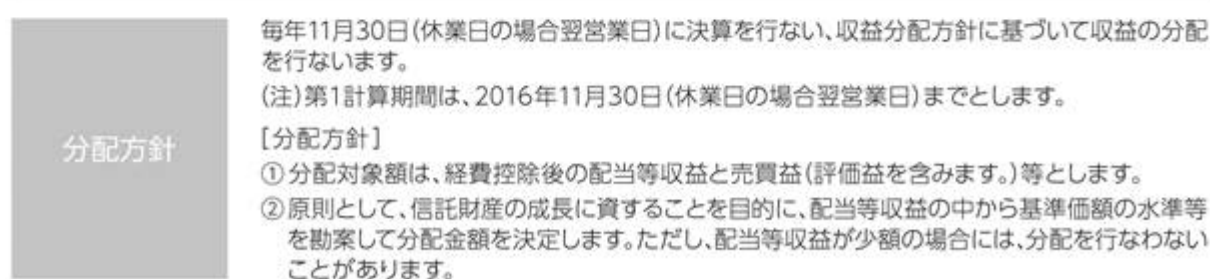 分配方針
毎年11月30日(休業日の場合翌営業日)に決算を行ない、収益分配方針に基づいて収益の分配
を行ないます。
(注)第1計算期間は、2016年11月30日(休業日の場合翌営業日)までとします。
[分配方針]
①分配対象額は、経費控除後の配当等収益と売買益(評価益を含みます。)等とします。
②原則として、信託財産の成長に資することを目的に、配当等収益の中から基準価額の水準等
を勘案して分配金額を決定します。ただし、配当等収益が少額の場合には、分配を行なわない
ことがあります。